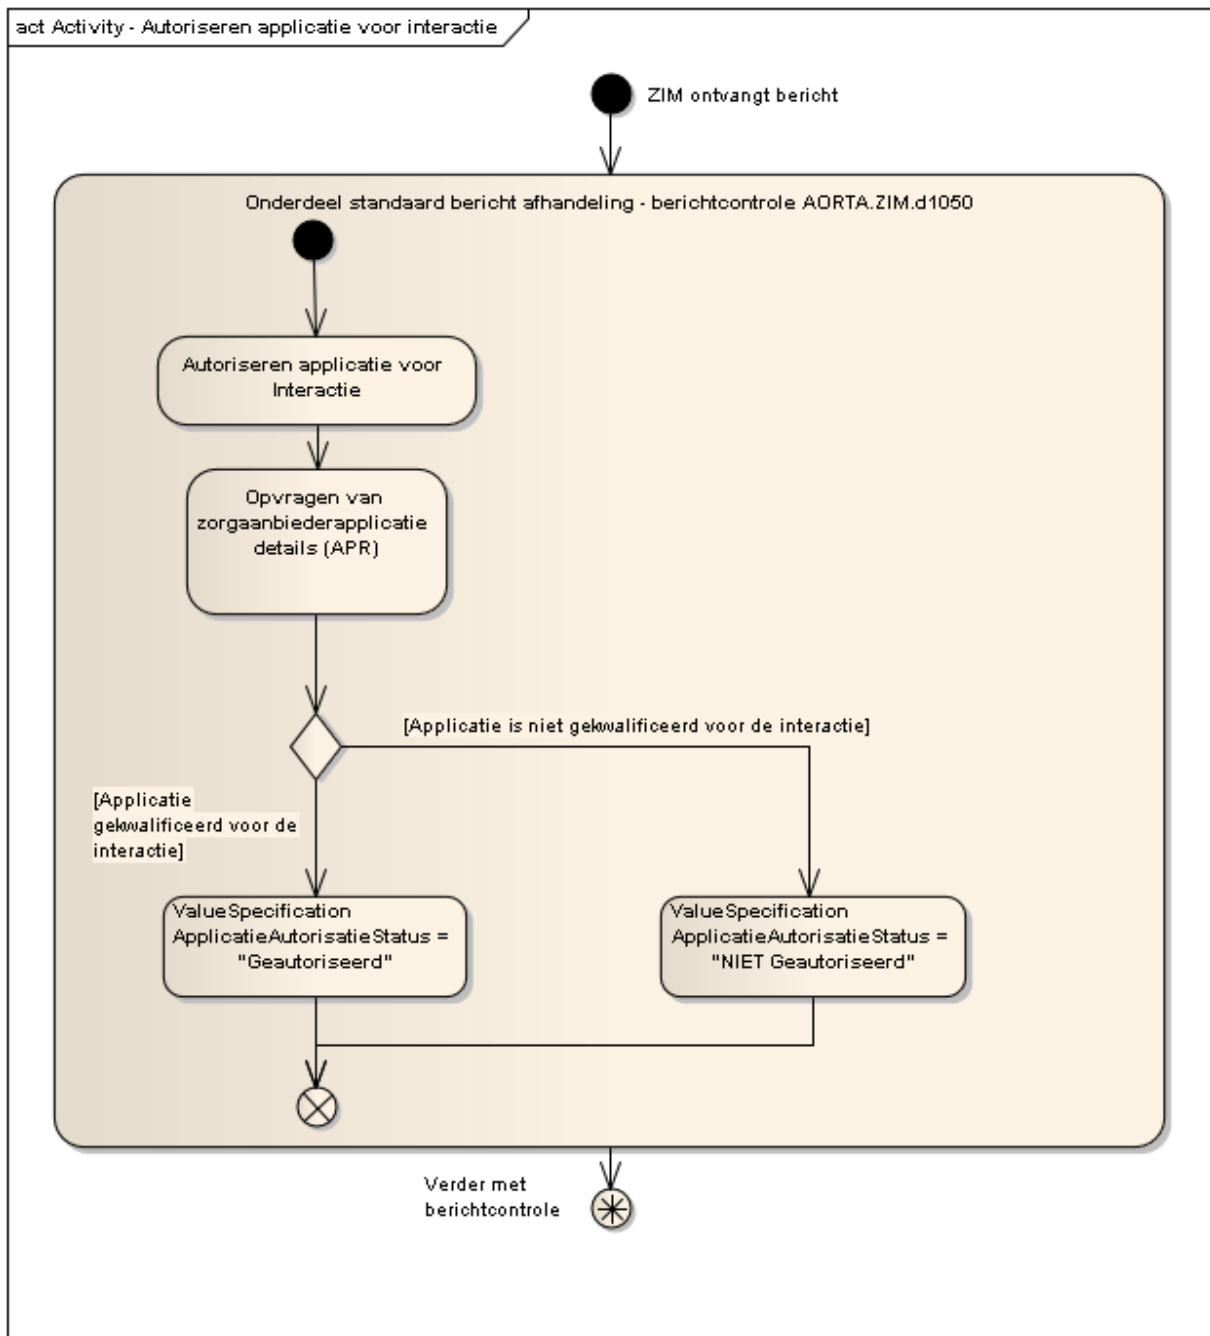 act Activity - Autoriseren applicatie voor interactie
ZIM ontvangt bericht
Onderdeel standaard bericht afhandeling - berichtcontrole AORTA.ZIM.d1050
Autoriseren applicatie voor
Interactie
Opvragen van
zorgaanbiederapplicatie
details (APR)
[Applicatie is niet gekwalificeerd voor de interactie]
[Applicatie
gekwalificeerd voor de
interactie]
ValueSpecification
ApplicatieAutorisatieStatus =
"Geautoriseerd"
ValueSpecification
ApplicatieAutorisatieStatus =
"NIET Geautoriseerd"
Verder met
berichtcontrole